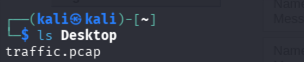 ┌──(kali㉿kali)-[~]
└─$ ls Desktop
traffic.pcap